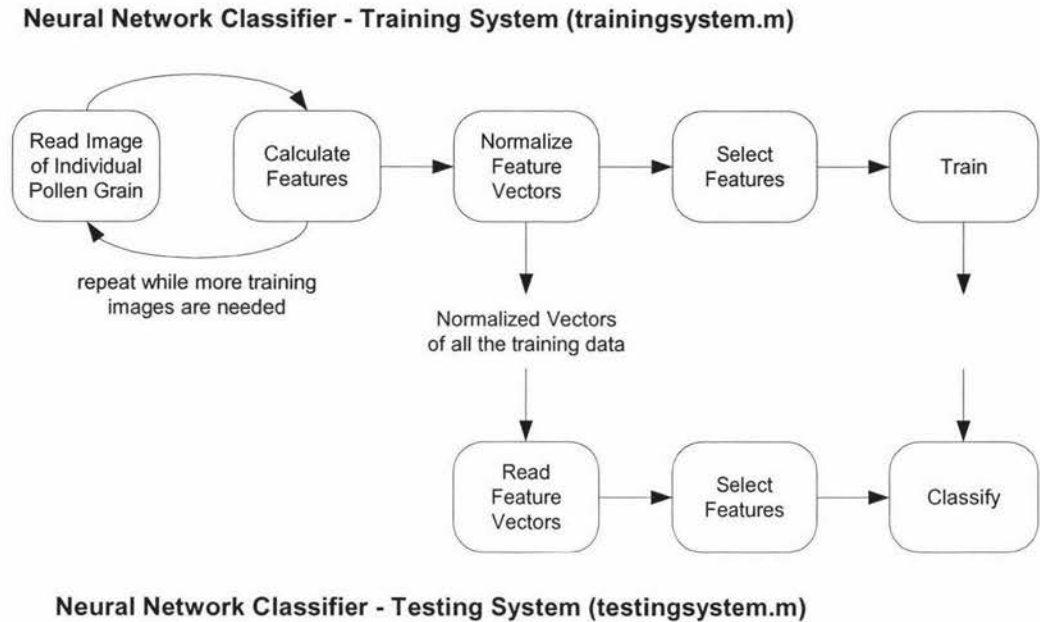 Neural Network Classifier - Training System (trainingsystem.m)
Read Image
of Individual
Pollen Grain
Calculate
Features
Normalize
Feature
Vectors
Select
Features
Train
repeat while more training
images are needed
Normalized Vectors
of all the training data
Read
Feature
Vectors
Select
Features
Classify
Neural Network Classifier - Testing System (testingsystem.m)